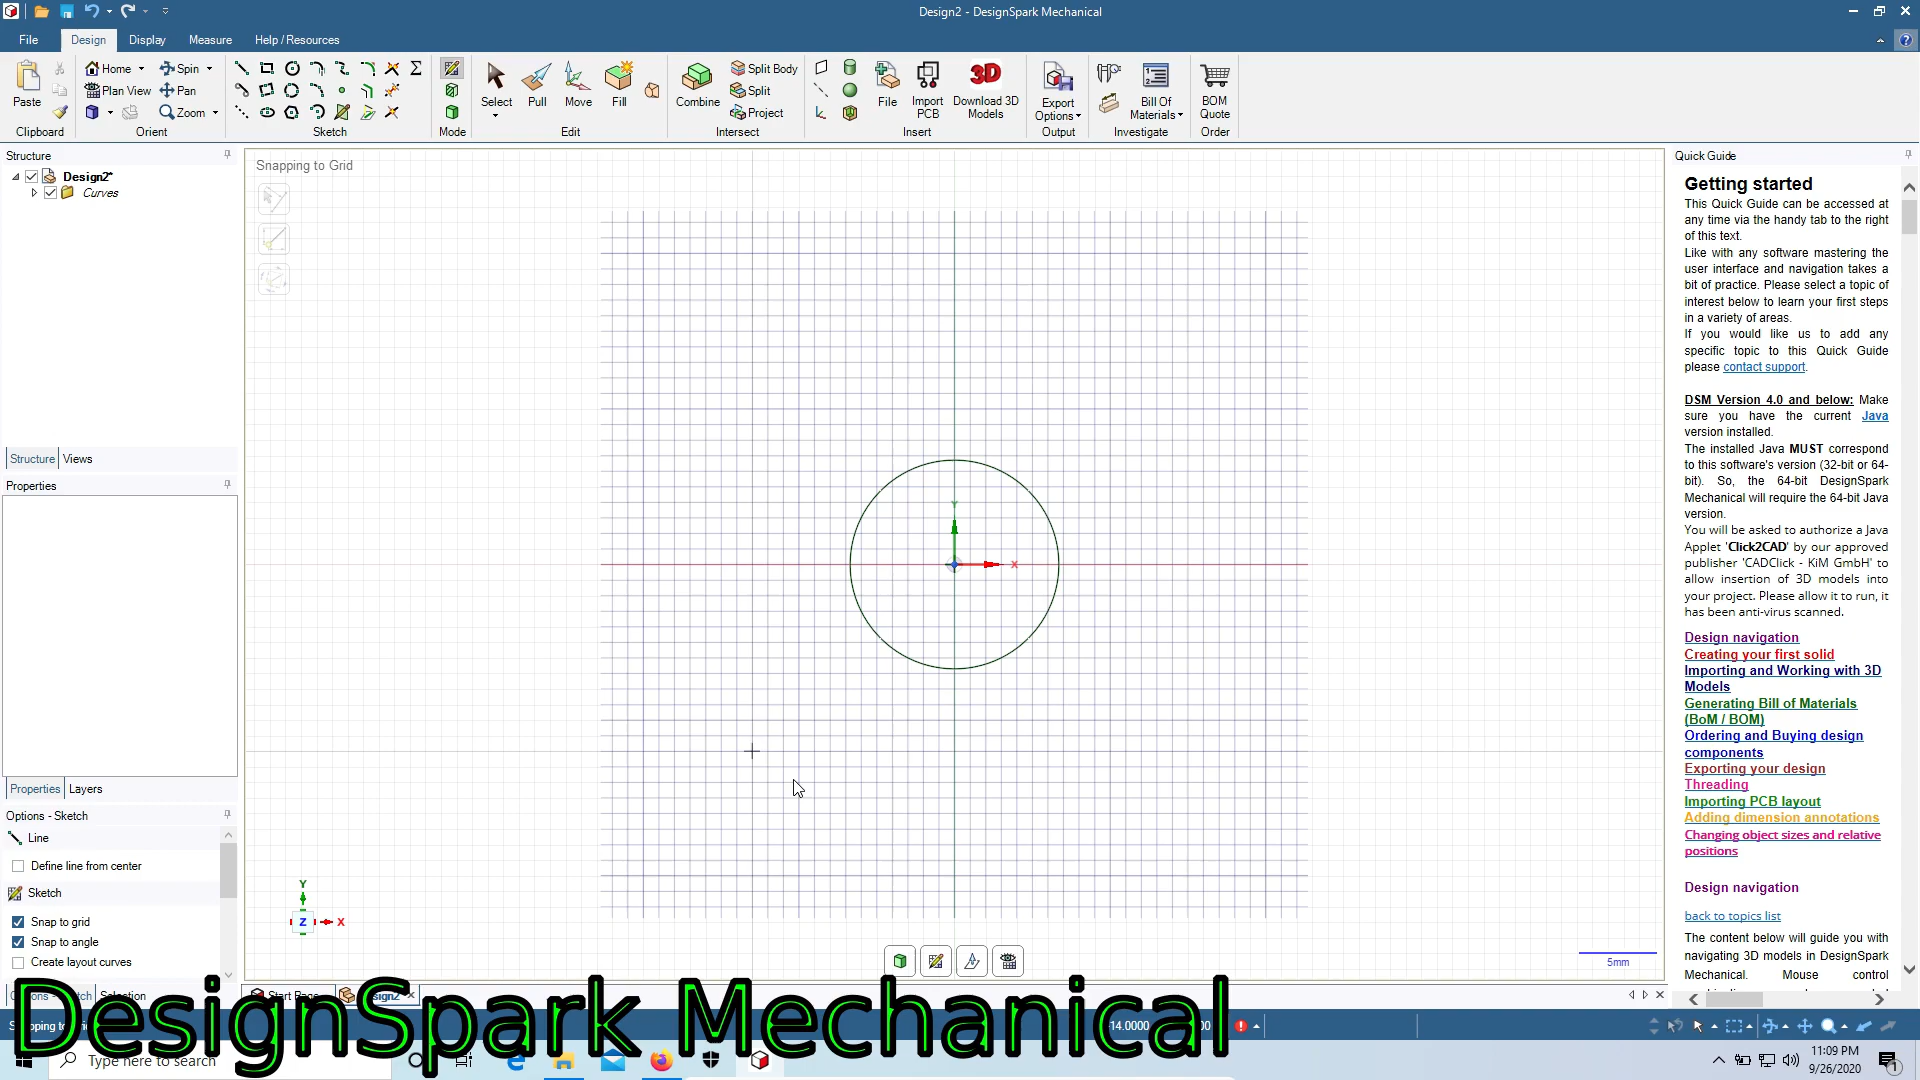 Design2 - DesignSpark Mechanical
File
Design
Display
Measure
Help / Resources
Paste
Home
Spin
Plan View
Pan
Zoom
Select
Pull
Move
Fill
Combine
Split Body
Split
Project
File
Import PCB
Download 3D Models
Export Options
Bill Of Materials
BOM Quote
Clipboard
Orient
Sketch
Mode
Edit
Intersect
Insert
Output
Investigate
Order
Structure
Design2*
Curves
Structure
Views
Properties
Properties
Layers
Options - Sketch
Line
Define line from center
Sketch
Snap to grid
Snap to angle
Create layout curves
Selection
Snapping to Grid
Y
X
Y
Z
X
5mm
Quick Guide
Getting started
This Quick Guide can be accessed at
any time via the handy tab to the right
of this text.
Like with any software mastering the
user interface and navigation takes a
bit of practice. Please select a topic of
interest below to learn your first steps
in a variety of areas.
If you would like us to add any
specific topic to this Quick Guide
please contact support.
DSM Version 4.0 and below: Make
sure you have the current Java
version installed.
The installed Java MUST correspond
to this software's version (32-bit or 64-
bit). So, the 64-bit DesignSpark
Mechanical will require the 64-bit Java
version.
You will be asked to authorize a Java
Applet 'Click2CAD' by our approved
publisher 'CADClick - KiM GmbH' to
allow insertion of 3D models into
your project. Please allow it to run, it
has been anti-virus scanned.
Design navigation
Creating your first solid
Importing and Working with 3D
Models
Generating Bill of Materials
(BoM / BOM)
Ordering and Buying design
components
Exporting your design
Threading
Importing PCB layout
Adding dimension annotations
Changing object sizes and relative
positions
Design navigation
back to topics list
The content below will guide you with
navigating 3D models in DesignSpark
Mechanical. Mouse control
DesignSpark Mechanical
Type here to search
11:09 PM
9/26/2020